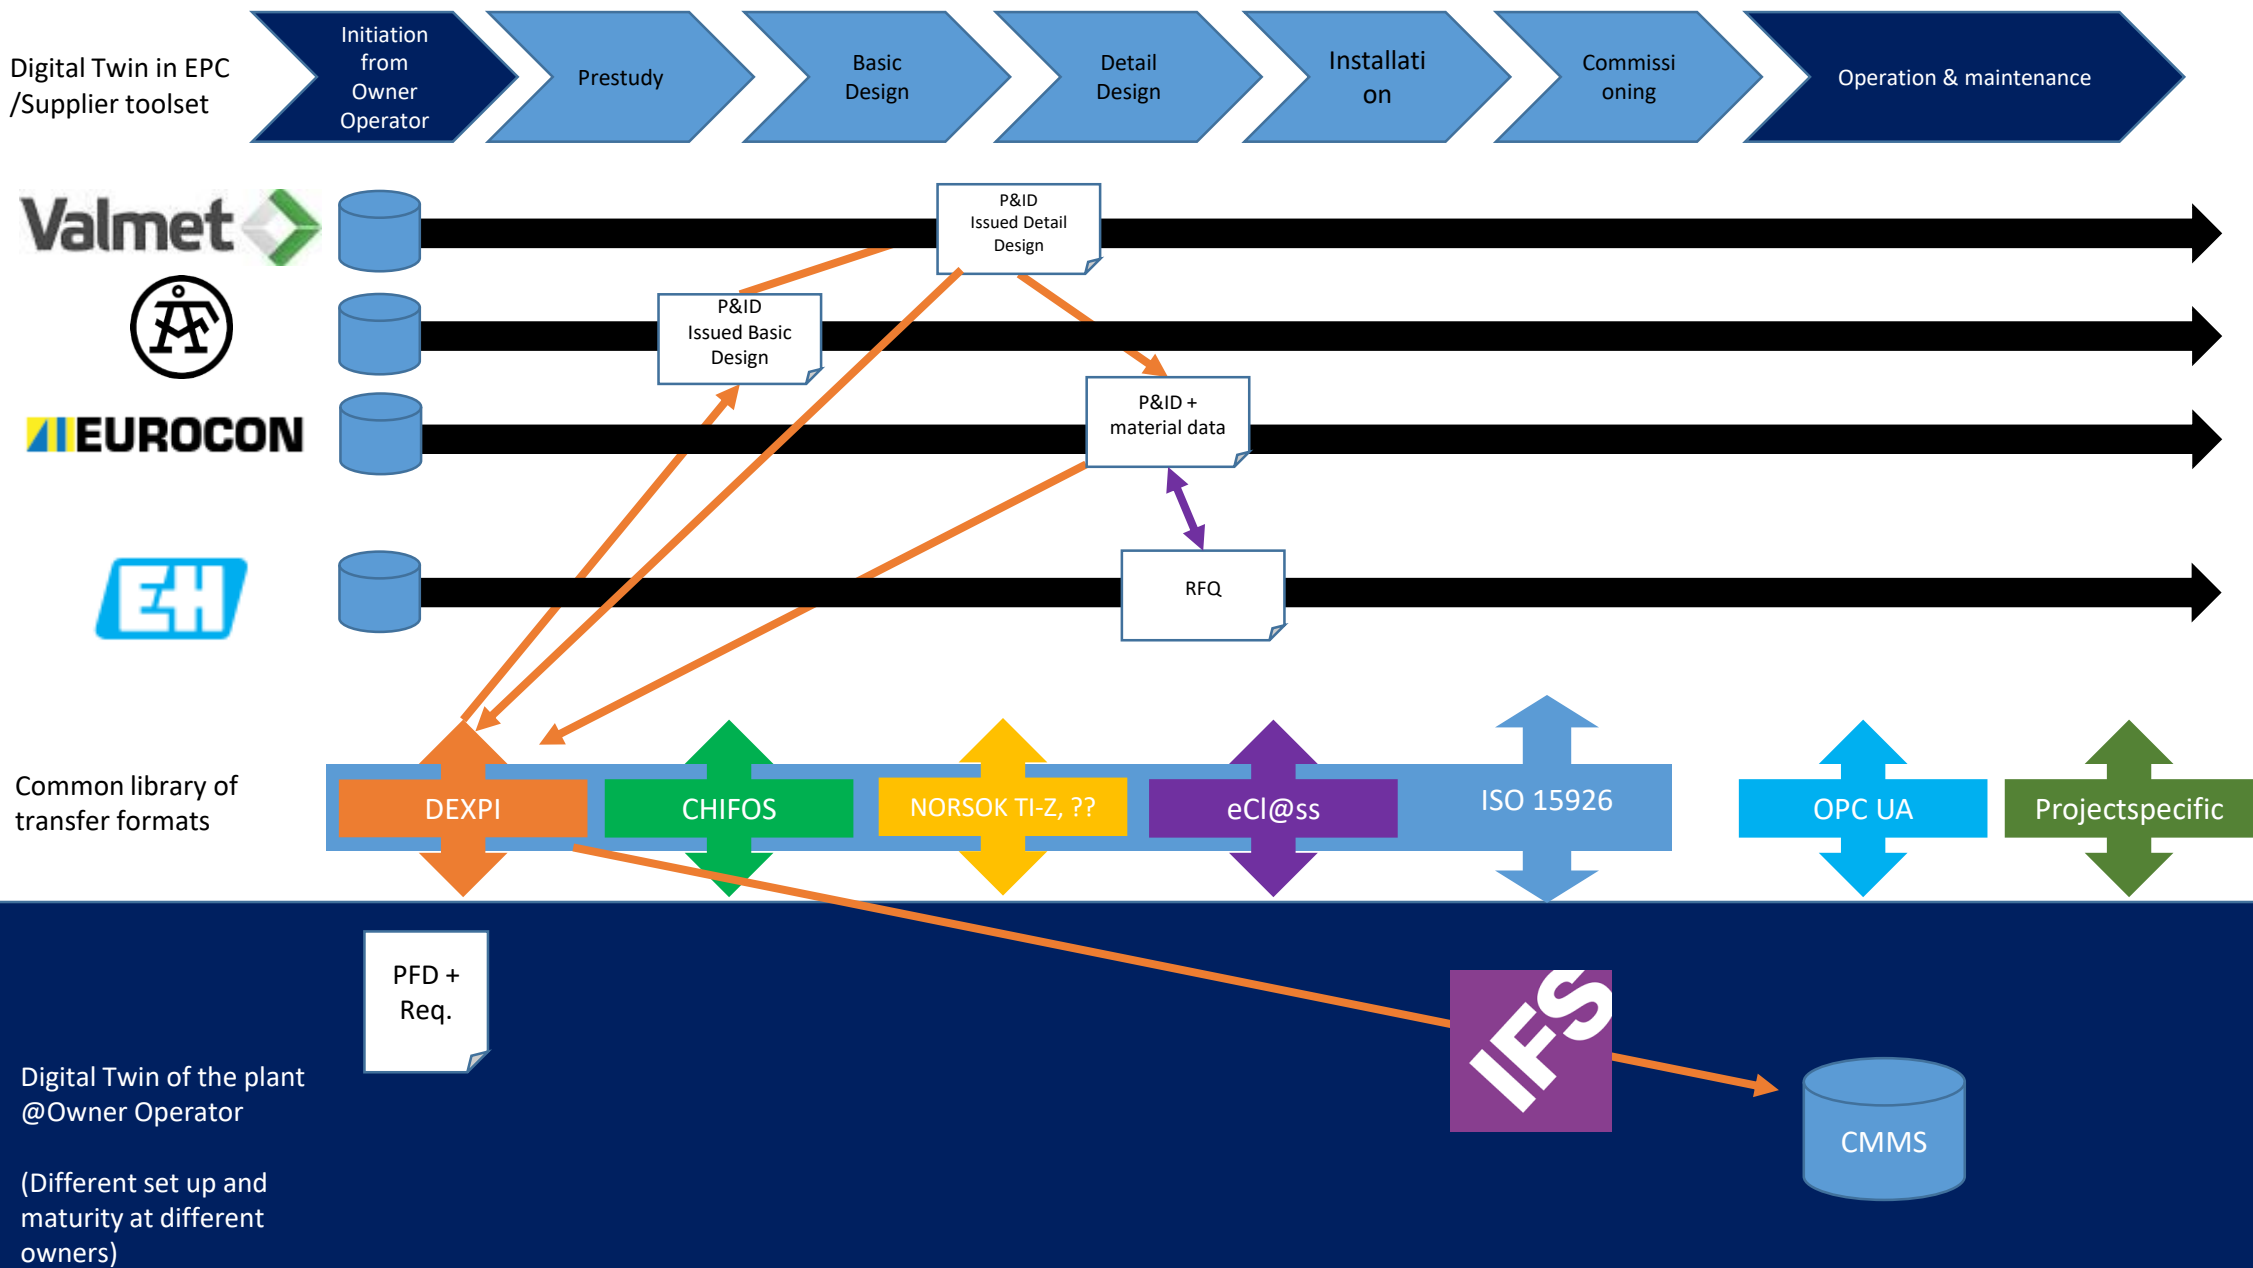 Digital Twin in EPC
/Supplier toolset
Initiation
from
Owner
Operator
Prestudy
Basic
Design
Detail
Design
Installati
on
Commissi
oning
Operation & maintenance
Valmet
P&ID
Issued Detail
Design
ÅF
P&ID
Issued Basic
Design
EUROCON
P&ID +
material data
EH
RFQ
Common library of
transfer formats
DEXPI
CHIFOS
NORSOK TI-Z, ??
eCl@ss
ISO 15926
OPC UA
Projectspecific
PFD +
Req.
IFS
Digital Twin of the plant
@Owner Operator
(Different set up and
maturity at different
owners)
CMMS